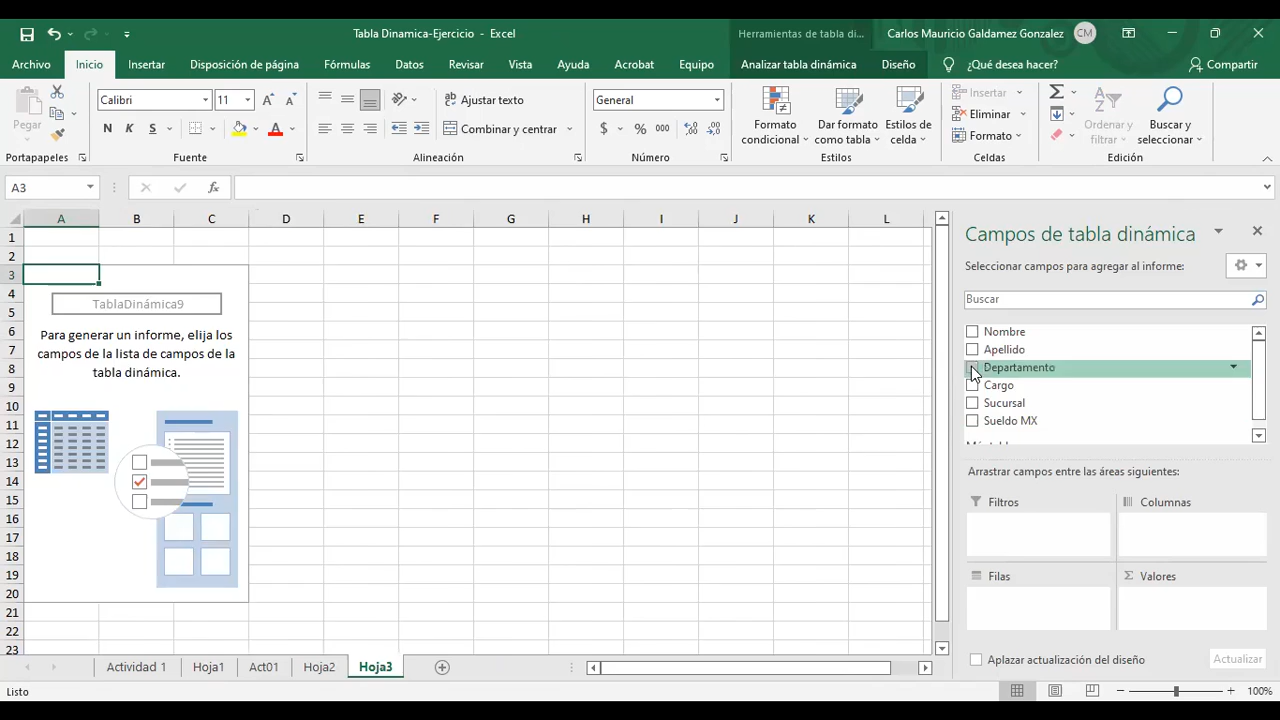 Tabla Dinamica-Ejercicio - Excel
Herramientas de tabla di...
Carlos Mauricio Galdamez Gonzalez CM
Archivo Inicio Insertar Disposición de página Fórmulas Datos Revisar Vista Ayuda Acrobat Equipo Analizar tabla dinámica Diseño ¿Qué desea hacer? Compartir
Pegar
Calibri 11
N K S
Ajustar texto
Combinar y centrar
General
$ % 000
Formato condicional
Dar formato como tabla
Estilos de celda
Insertar
Eliminar
Formato
Ordenar y filtrar
Buscar y seleccionar
Portapapeles Fuente Alineación Número Estilos Celdas Edición
A3 fx
A B C D E F G H I J K L
1
2
3
4
5
6
7
8
9
10
11
12
13
14
15
16
17
18
19
20
21
22
23
TablaDinámica9
Para generar un informe, elija los
campos de la lista de campos de la
tabla dinámica.
Campos de tabla dinámica
Seleccionar campos para agregar al informe:
Buscar
Nombre
Apellido
Departamento
Cargo
Sucursal
Sueldo MX
Arrastrar campos entre las áreas siguientes:
Filtros Columnas
Filas Σ Valores
Aplazar actualización del diseño Actualizar
Actividad 1 Hoja1 Act01 Hoja2 Hoja3
Listo 100%